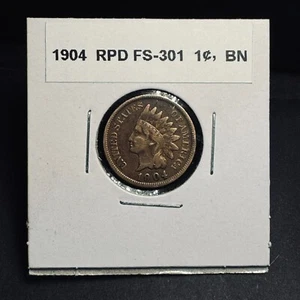 1904 RPD FS-301 1¢, BN
UNITED STATES OF AMERICA
1904